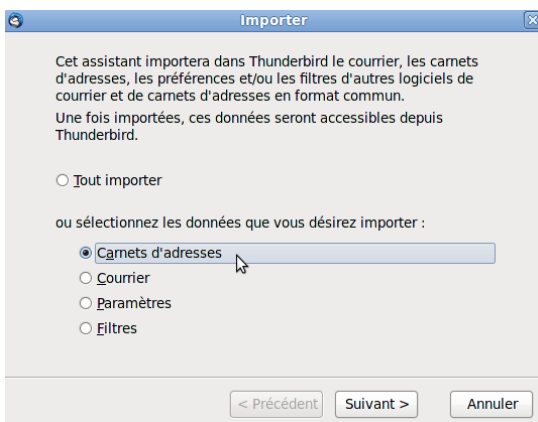 Importer
Cet assistant importera dans Thunderbird le courrier, les carnets
d'adresses, les préférences et/ou les filtres d'autres logiciels de
courrier et de carnets d'adresses en format commun.
Une fois importées, ces données seront accessibles depuis
Thunderbird.
Tout importer
ou sélectionnez les données que vous désirez importer :
Carnets d'adresses
Courrier
Paramètres
Filtres
< Précédent Suivant > Annuler